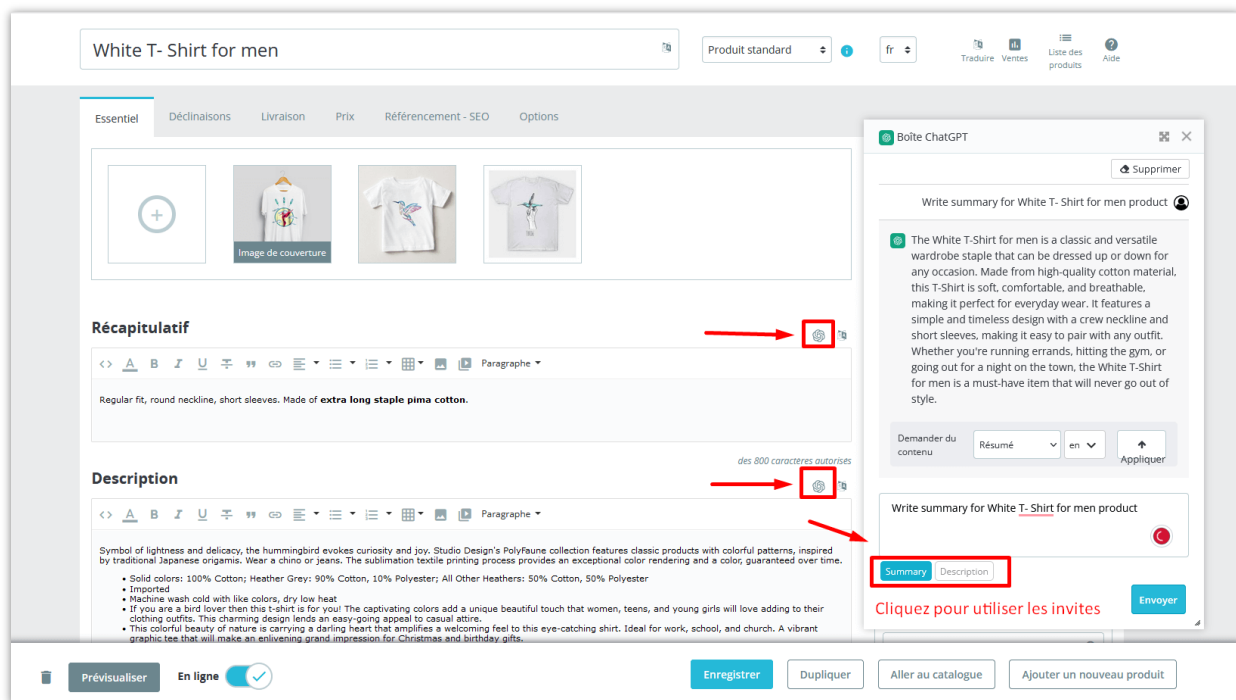 White T- Shirt for men
Produit standard
fr
Traduire
Ventes
Liste des
produits
Aide
Essentiel
Déclinaisons
Livraison
Prix
Référencement - SEO
Options
Image de couverture
Récapitulatif
Paragraphe
Regular fit, round neckline, short sleeves. Made of extra long staple pima cotton.
des 800 caractères autorisés
Description
Paragraphe
Symbol of lightness and delicacy, the hummingbird evokes curiosity and joy. Studio Design's PolyFaune collection features classic products with colorful patterns, inspired
by traditional Japanese origamis. Wear a chino or jeans. The sublimation textile printing process provides an exceptional color rendering and a color, guaranteed over time.
• Solid colors: 100% Cotton; Heather Grey: 90% Cotton, 10% Polyester; All Other Heathers: 50% Cotton, 50% Polyester
• Imported
• Machine wash cold with like colors, dry low heat
• If you are a bird lover then this t-shirt is for you! The captivating colors add a unique beautiful touch that women, teens, and young girls will love adding to their
clothing outfits. This charming design lends an easy-going appeal to casual attire.
• This colorful beauty of nature is carrying a darling heart that amplifies a welcoming feel to this eye-catching shirt. Ideal for work, school, and church. A vibrant
graphic tee that will make an enlivening grand impression for Christmas and birthday gifts.
Boîte ChatGPT
Supprimer
Write summary for White T- Shirt for men product
The White T-Shirt for men is a classic and versatile
wardrobe staple that can be dressed up or down for
any occasion. Made from high-quality cotton material,
this T-Shirt is soft, comfortable, and breathable,
making it perfect for everyday wear. It features a
simple and timeless design with a crew neckline and
short sleeves, making it easy to pair with any outfit.
Whether you're running errands, hitting the gym, or
going out for a night on the town, the White T-Shirt
for men is a must-have item that will never go out of
style.
Demander du
contenu
Résumé
en
Appliquer
Write summary for White T- Shirt for men product
Summary
Description
Cliquez pour utiliser les invites
Envoyer
Prévisualiser
En ligne
Enregistrer
Dupliquer
Aller au catalogue
Ajouter un nouveau produit